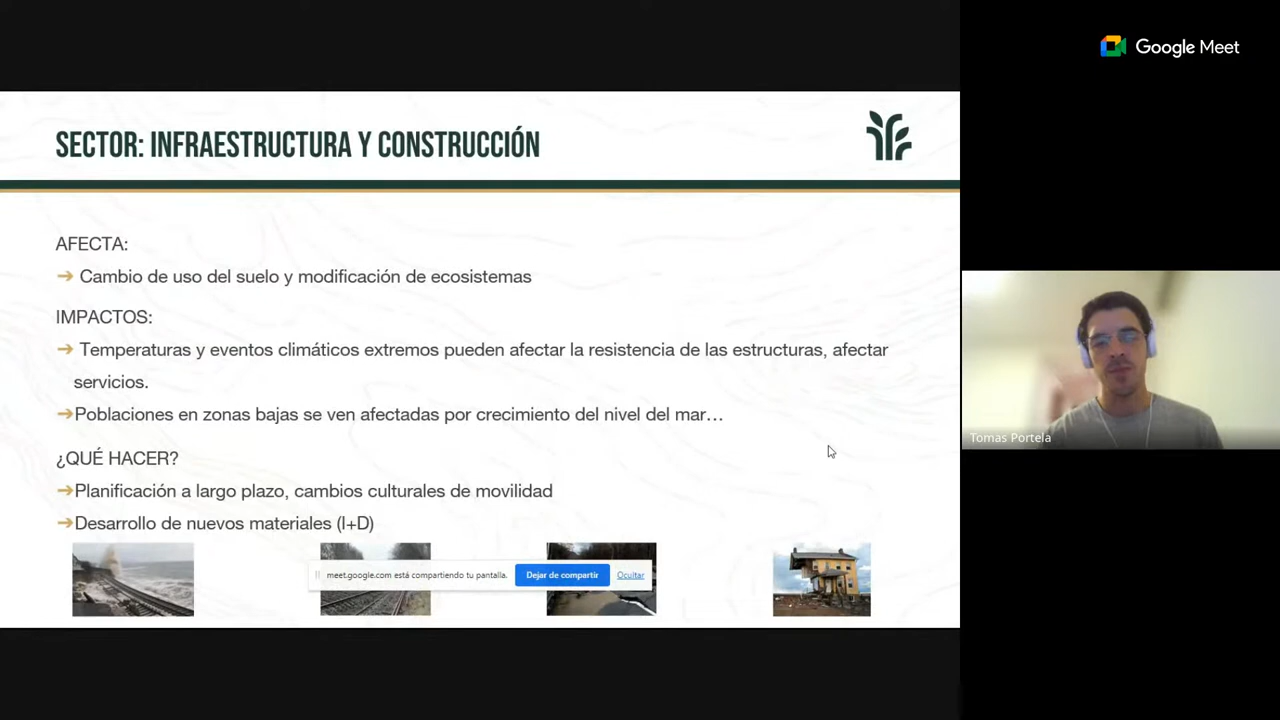 Google Meet
SECTOR: INFRAESTRUCTURA Y CONSTRUCCIÓN
AFECTA:
➔ Cambio de uso del suelo y modificación de ecosistemas
IMPACTOS:
➔ Temperaturas y eventos climáticos extremos pueden afectar la resistencia de las estructuras, afectar
servicios.
➔Poblaciones en zonas bajas se ven afectadas por crecimiento del nivel del mar…
Tomas Portela
¿QUÉ HACER?
➔Planificación a largo plazo, cambios culturales de movilidad
➔Desarrollo de nuevos materiales (I+D)
meet.google.com está compartiendo tu pantalla. Dejar de compartir Ocultar